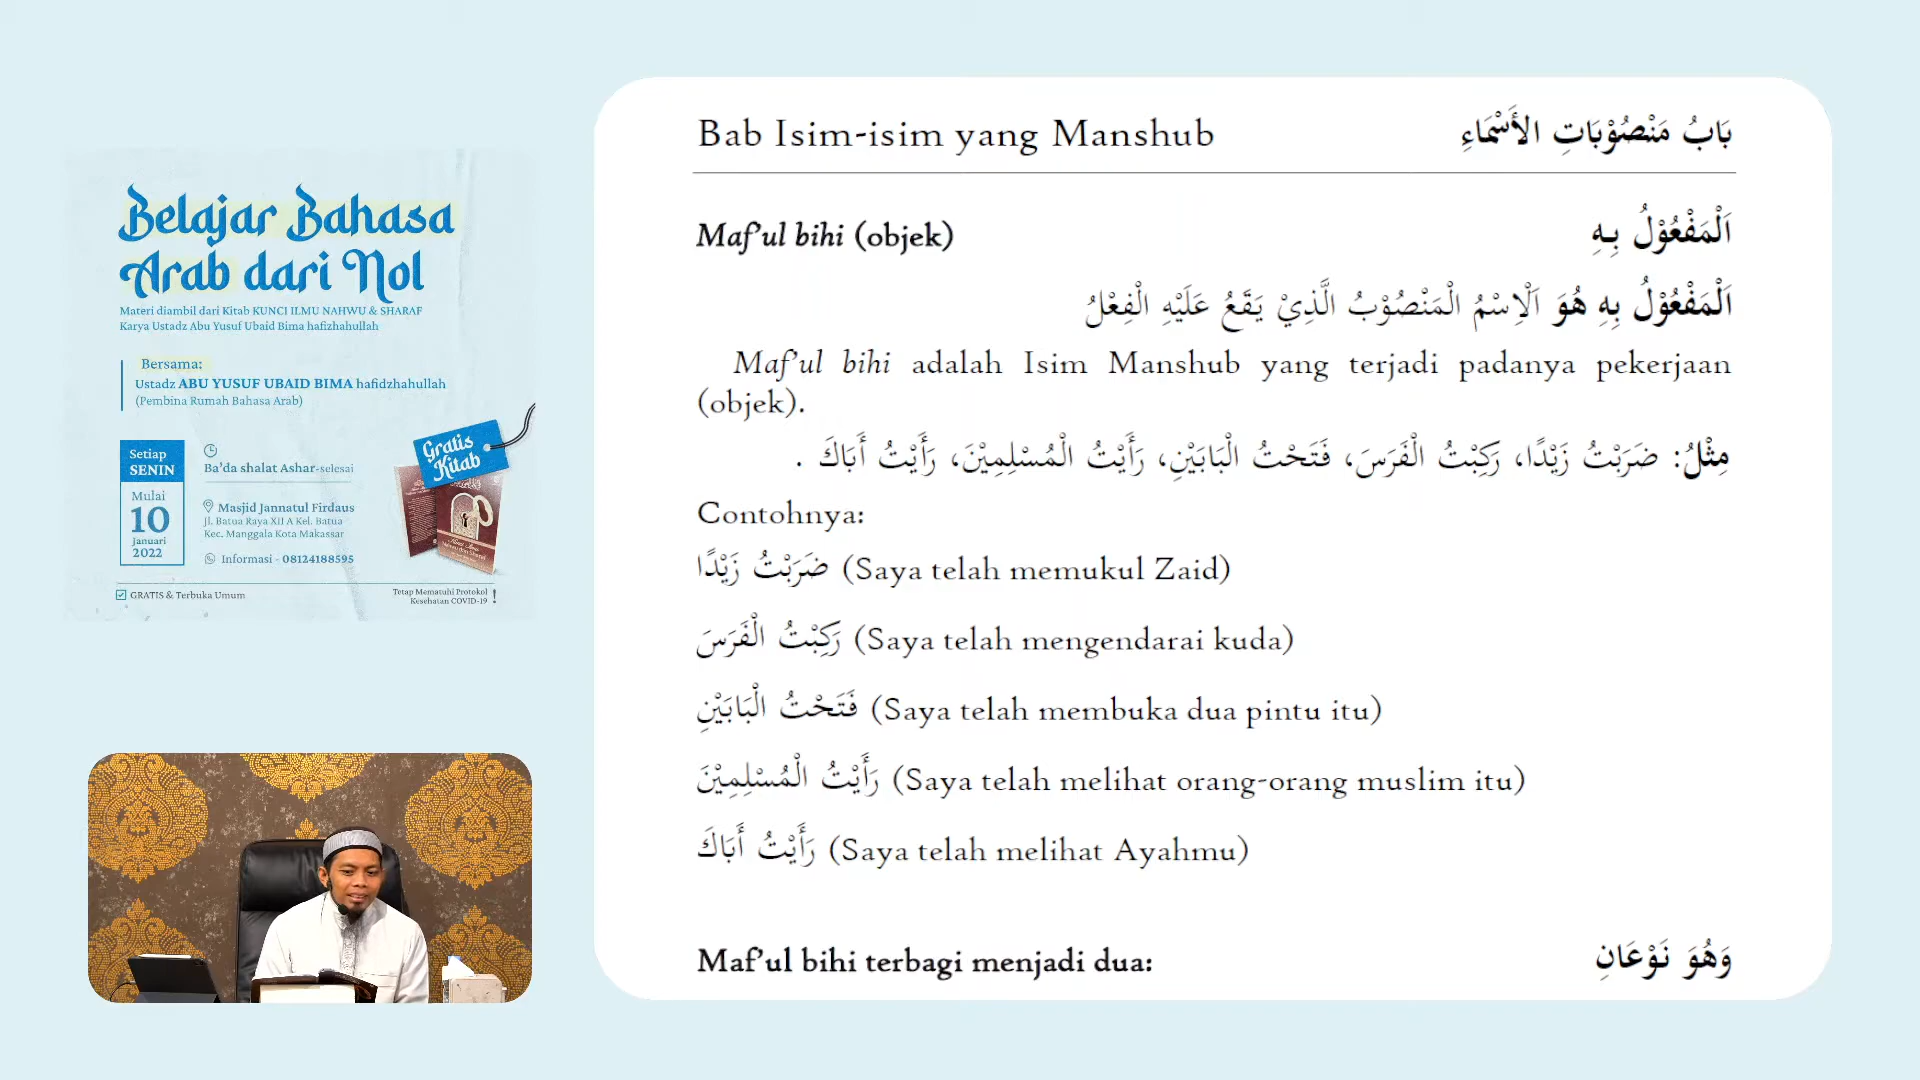 Belajar Bahasa
Arab dari Nol
Materi diambil dari Kitab KUNCI ILMU NAHWU & SHARAF
Karya Ustadz Abu Yusuf Ubaid Bima hafizhahullah
Bersama:
Ustadz ABU YUSUF UBAID BIMA hafidzhahullah
(Pembina Rumah Bahasa Arab)
Setiap
SENIN
Mulai
10
Januari
2022
Ba'da shalat Ashar-selesai
Masjid Jannatul Firdaus
Jl. Batua Raya XII A Kel. Batua
Kec. Manggala Kota Makassar
Informasi - 08124188595
Gratis
Kitab
GRATIS & Terbuka Umum
Tetap Mematuhi Protokol
Kesehatan COVID-19 !
Bab Isim-isim yang Manshub بَابُ مَنْصُوْبَاتِ الأَسْمَاءِ
Maf'ul bihi (objek) اَلْمَفْعُوْلُ بِهِ
اَلْمَفْعُوْلُ بِهِ هُوَ اَلْاِسْمُ الْمَنْصُوْبُ الَّذِيْ يَقَعُ عَلَيْهِ الْفِعْلُ
Maf'ul bihi adalah Isim Manshub yang terjadi padanya pekerjaan
(objek).
مِثْلُ: ضَرَبْتُ زَيْدًا، رَكِبْتُ الْفَرَسَ، فَتَحْتُ الْبَابَيْنِ، رَأَيْتُ الْمُسْلِمِيْنَ، رَأَيْتُ أَبَاكَ .
Contohnya:
ضَرَبْتُ زَيْدًا (Saya telah memukul Zaid)
رَكِبْتُ الْفَرَسَ (Saya telah mengendarai kuda)
فَتَحْتُ الْبَابَيْنِ (Saya telah membuka dua pintu itu)
رَأَيْتُ الْمُسْلِمِيْنَ (Saya telah melihat orang-orang muslim itu)
رَأَيْتُ أَبَاكَ (Saya telah melihat Ayahmu)
Maf'ul bihi terbagi menjadi dua: وَهُوَ نَوْعَانِ